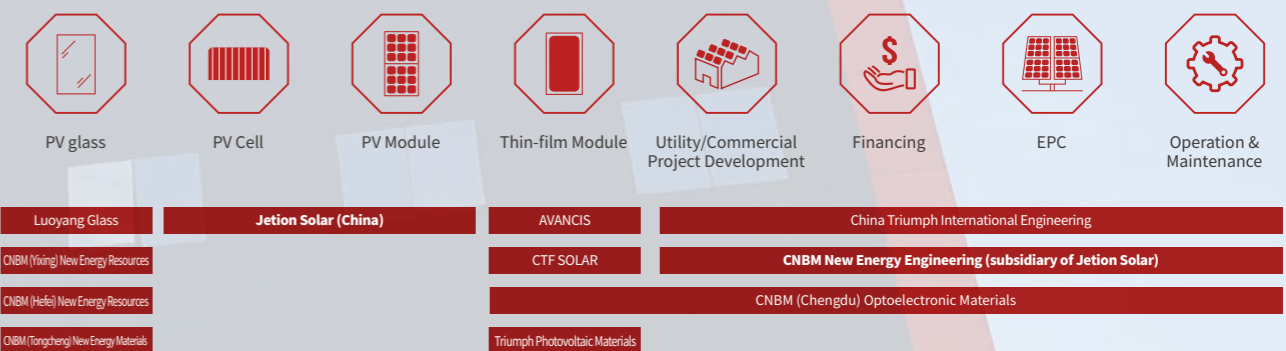 $
PV glass
PV Cell
PV Module
Thin-film Module
Utility/Commercial
Project Development
Financing
EPC
Operation &
Maintenance
Luoyang Glass
Jetion Solar (China)
AVANCIS
China Triumph International Engineering
CNBM (Yixing) New Energy Resources
CTF SOLAR
CNBM New Energy Engineering (subsidiary of Jetion Solar)
CNBM (Hefei) New Energy Resources
CNBM (Chengdu) Optoelectronic Materials
CNBM (Tongcheng) New Energy Materials
Triumph Photovoltaic Materials